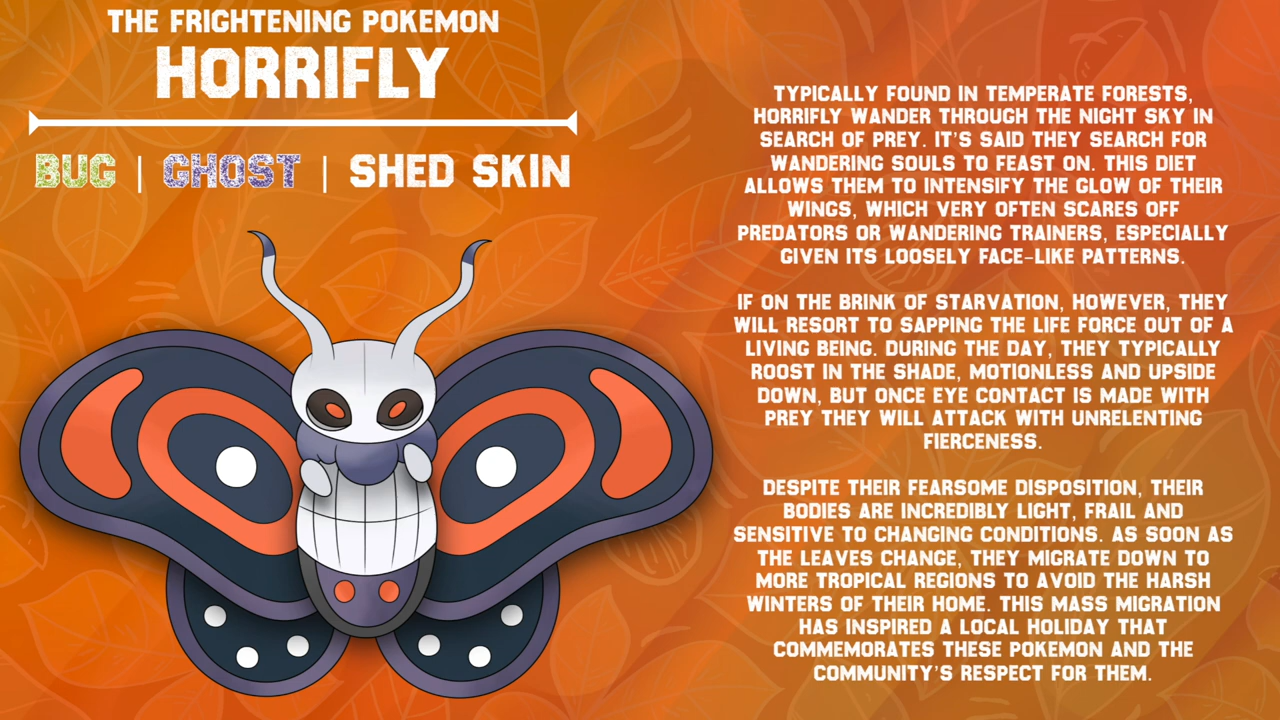 THE FRIGHTENING POKEMON
HORRIFLY
BUG | GHOST | SHED SKIN
TYPICALLY FOUND IN TEMPERATE FORESTS,
HORRIFLY WANDER THROUGH THE NIGHT SKY IN
SEARCH OF PREY. IT'S SAID THEY SEARCH FOR
WANDERING SOULS TO FEAST ON. THIS DIET
ALLOWS THEM TO INTENSIFY THE GLOW OF THEIR
WINGS, WHICH VERY OFTEN SCARES OFF
PREDATORS OR WANDERING TRAINERS, ESPECIALLY
GIVEN ITS LOOSELY FACE-LIKE PATTERNS.
IF ON THE BRINK OF STARVATION, HOWEVER, THEY
WILL RESORT TO SAPPING THE LIFE FORCE OUT OF A
LIVING BEING. DURING THE DAY, THEY TYPICALLY
ROOST IN THE SHADE, MOTIONLESS AND UPSIDE
DOWN, BUT ONCE EYE CONTACT IS MADE WITH
PREY THEY WILL ATTACK WITH UNRELENTING
FIERCENESS.
DESPITE THEIR FEARSOME DISPOSITION, THEIR
BODIES ARE INCREDIBLY LIGHT, FRAIL AND
SENSITIVE TO CHANGING CONDITIONS. AS SOON AS
THE LEAVES CHANGE, THEY MIGRATE DOWN TO
MORE TROPICAL REGIONS TO AVOID THE HARSH
WINTERS OF THEIR HOME. THIS MASS MIGRATION
HAS INSPIRED A LOCAL HOLIDAY THAT
COMMEMORATES THESE POKEMON AND THE
COMMUNITY'S RESPECT FOR THEM.